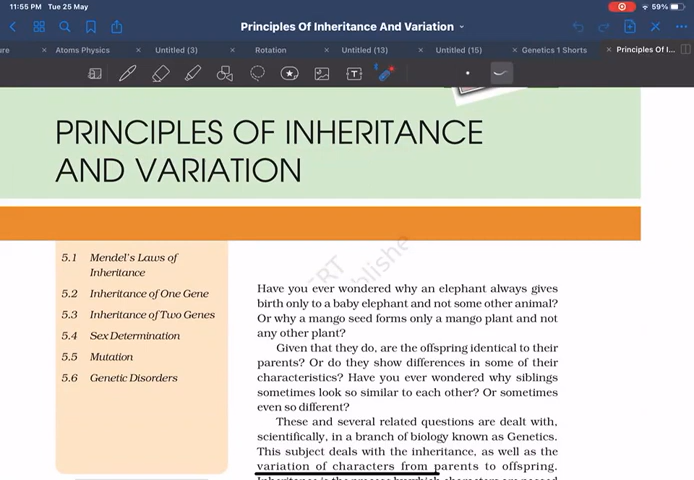 11:55 PM Tue 25 May
59%
Principles Of Inheritance And Variation
Atoms Physics
Untitled (3)
Rotation
Untitled (13)
Untitled (15)
Genetics 1 Shorts
Principles Of I...
PRINCIPLES OF INHERITANCE
AND VARIATION
5.1 Mendel's Laws of
Inheritance
5.2 Inheritance of One Gene
5.3 Inheritance of Two Genes
5.4 Sex Determination
5.5 Mutation
5.6 Genetic Disorders
Have you ever wondered why an elephant always gives
birth only to a baby elephant and not some other animal?
Or why a mango seed forms only a mango plant and not
any other plant?
Given that they do, are the offspring identical to their
parents? Or do they show differences in some of their
characteristics? Have you ever wondered why siblings
sometimes look so similar to each other? Or sometimes
even so different?
These and several related questions are dealt with,
scientifically, in a branch of biology known as Genetics.
This subject deals with the inheritance, as well as the
variation of characters from parents to offspring.